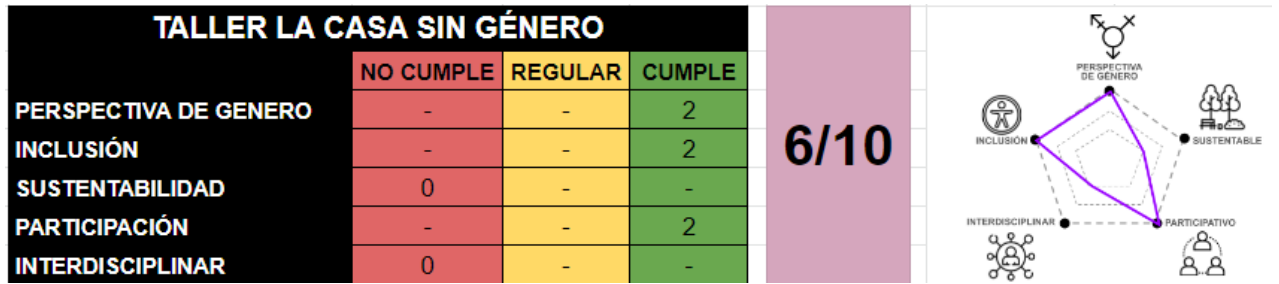 TALLER LA CASA SIN GÉNERO
NO CUMPLE REGULAR CUMPLE
PERSPECTIVA DE GENERO - - 2
INCLUSIÓN - - 2
SUSTENTABILIDAD 0 - -
PARTICIPACIÓN - - 2
INTERDISCIPLINAR 0 - -
6/10
PERSPECTIVA
DE GÉNERO
INCLUSIÓN
SUSTENTABLE
INTERDISCIPLINAR
PARTICIPATIVO